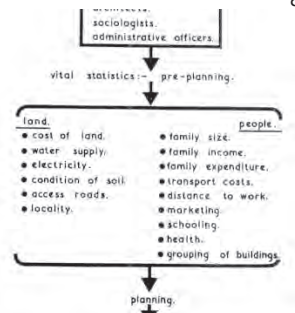 architects.
sociologists.
administrative officers.
vital statistics:- pre-planning.
land.
• cost of land.
• water supply.
• electricity.
• condition of soil
• access roads.
• locality.
people.
• family size.
• family income.
• family expenditure.
• transport costs.
• distance to work.
• marketing.
• schooling.
• health.
• grouping of buildings.
planning.